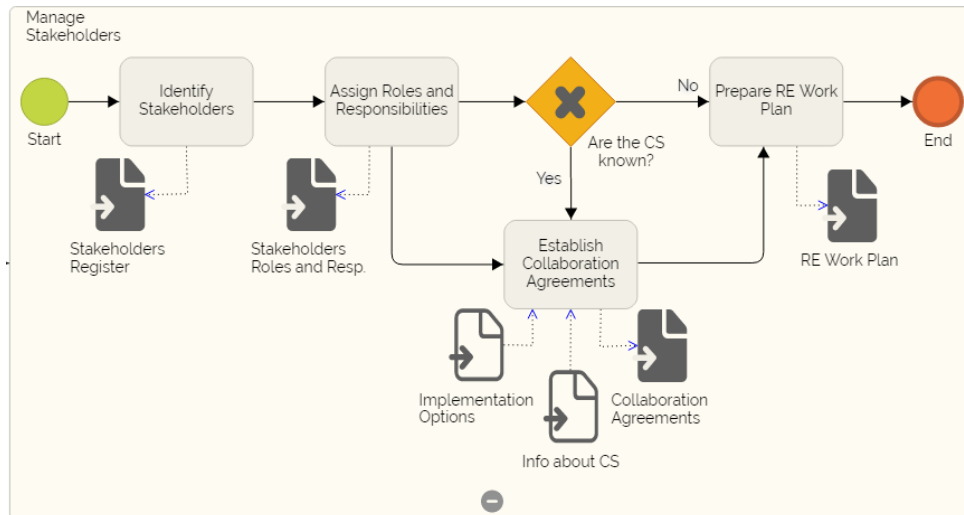 Manage
Stakeholders
Identify
Stakeholders
Assign Roles and
Responsibilities
No
Prepare RE Work
Plan
Start
Are the CS
known?
End
Yes
Stakeholders
Register
Stakeholders
Roles and Resp.
Establish
Collaboration
Agreements
RE Work Plan
Implementation
Options
Collaboration
Agreements
Info about CS